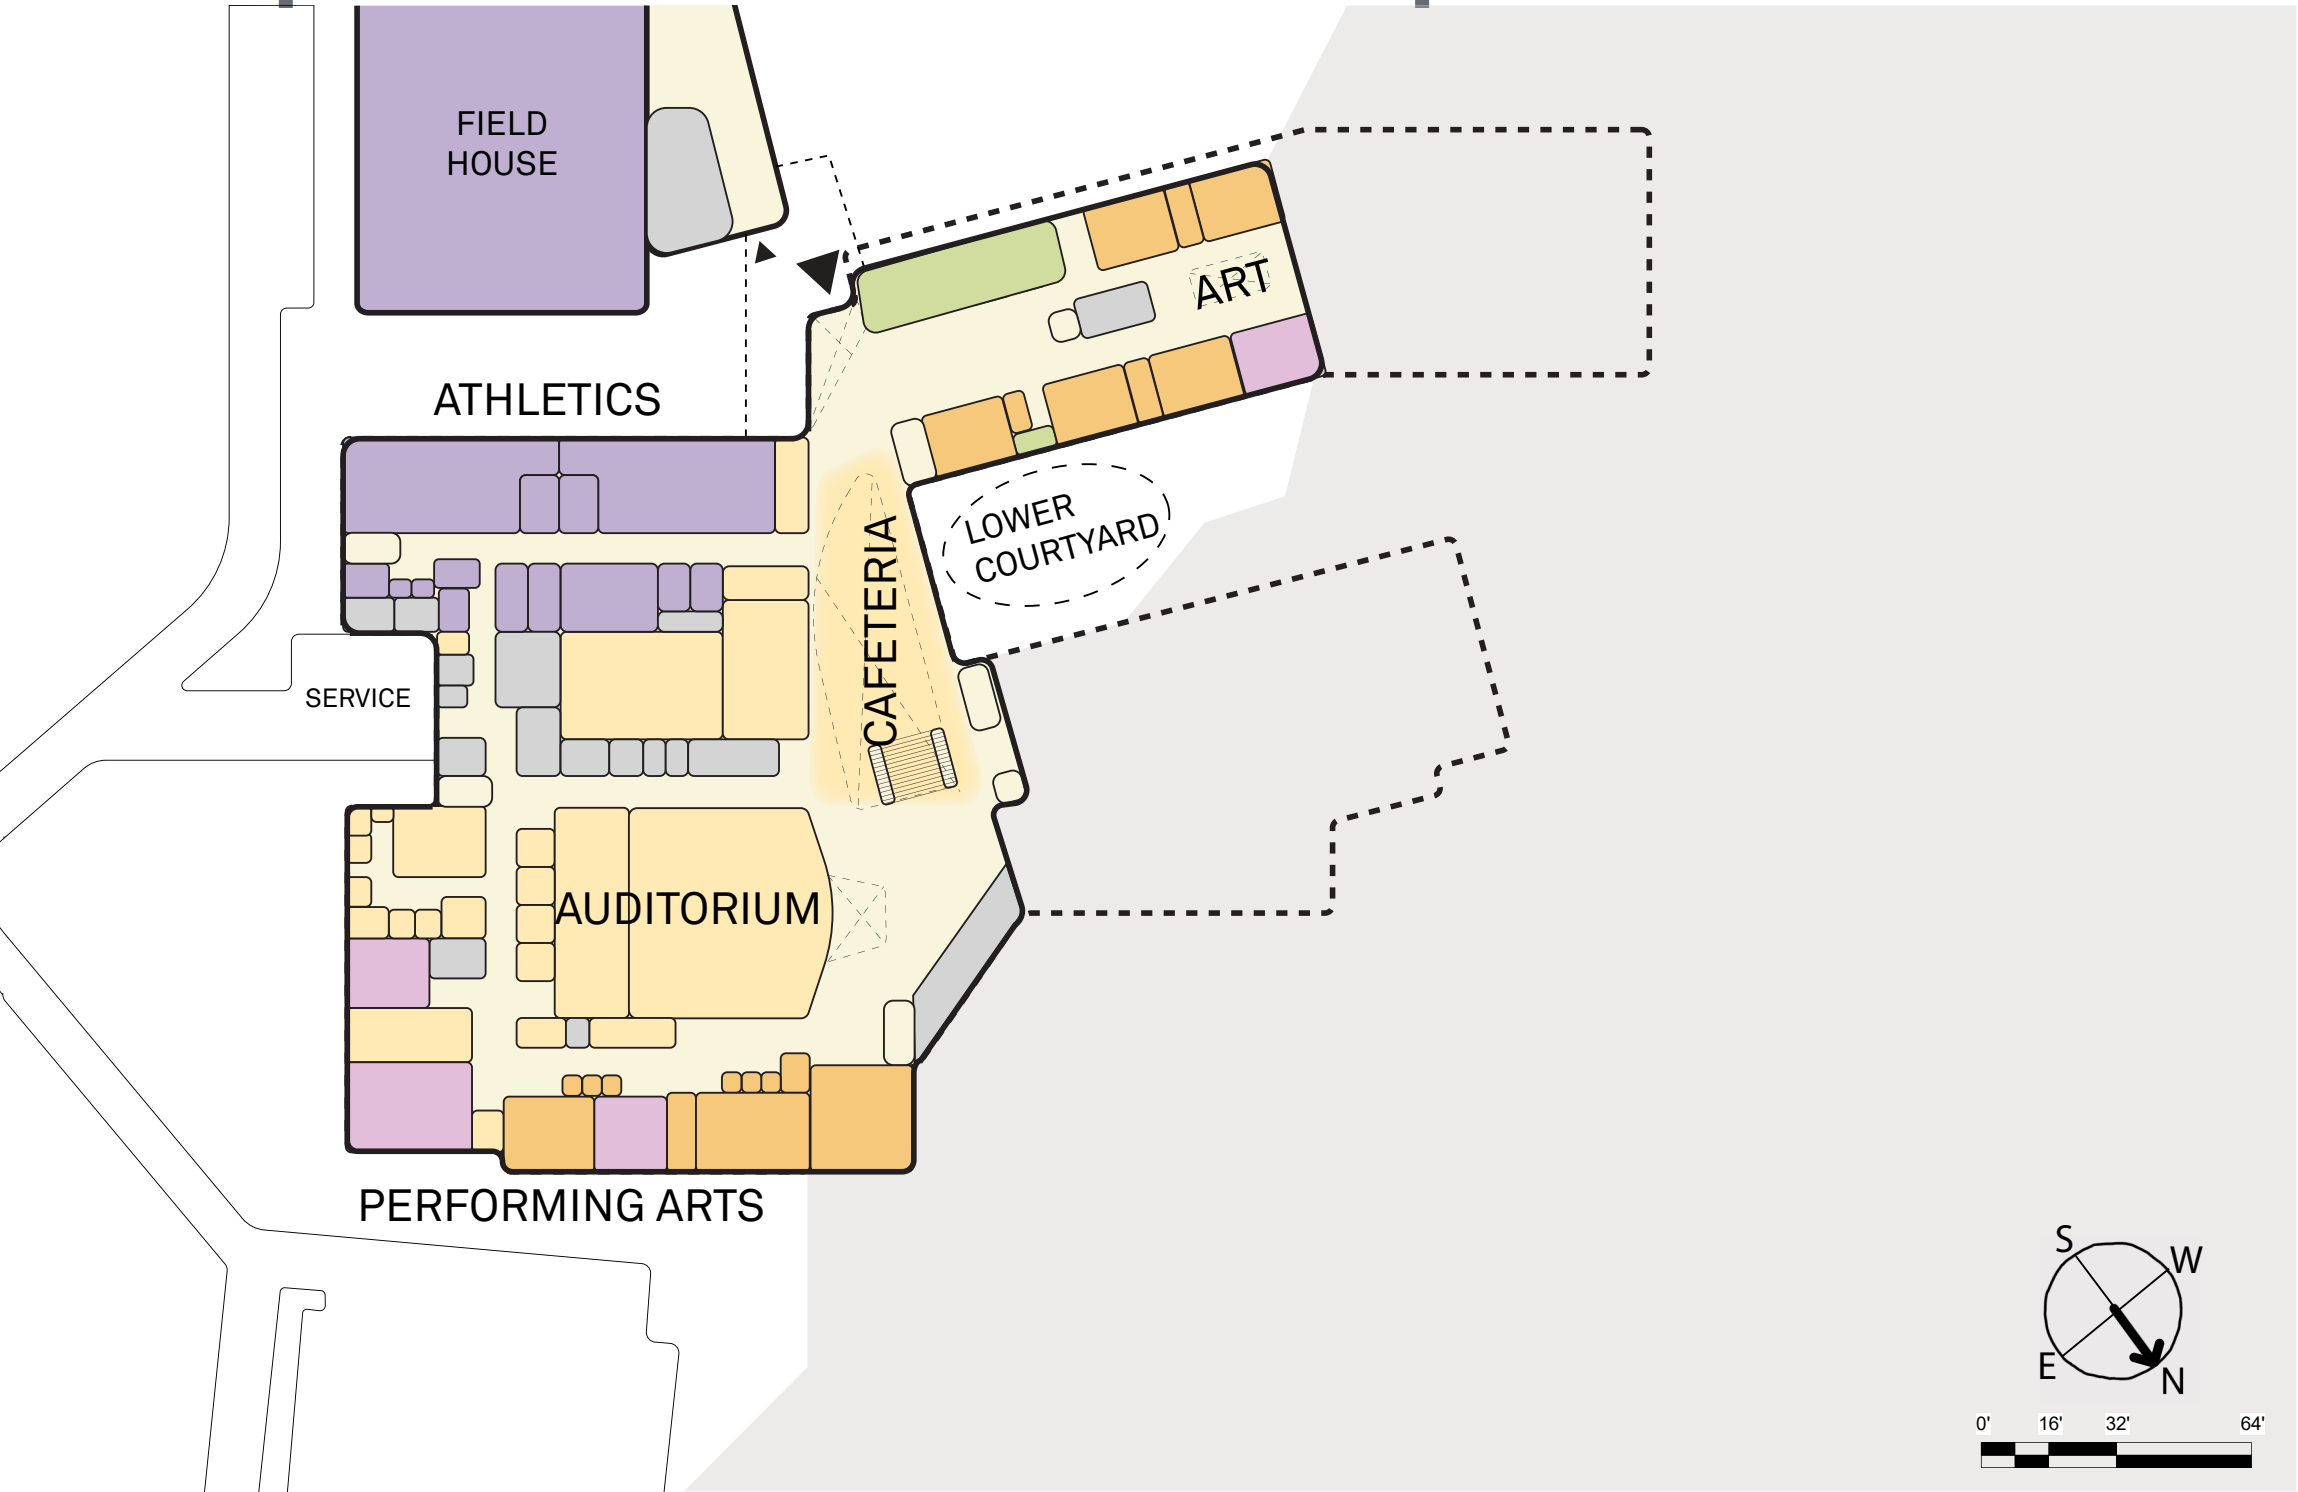 FIELD
HOUSE
ART
ATHLETICS
LOWER
COURTYARD
CAFETERIA
SERVICE
AUDITORIUM
PERFORMING ARTS
S
W
E
N
0' 16' 32' 64'